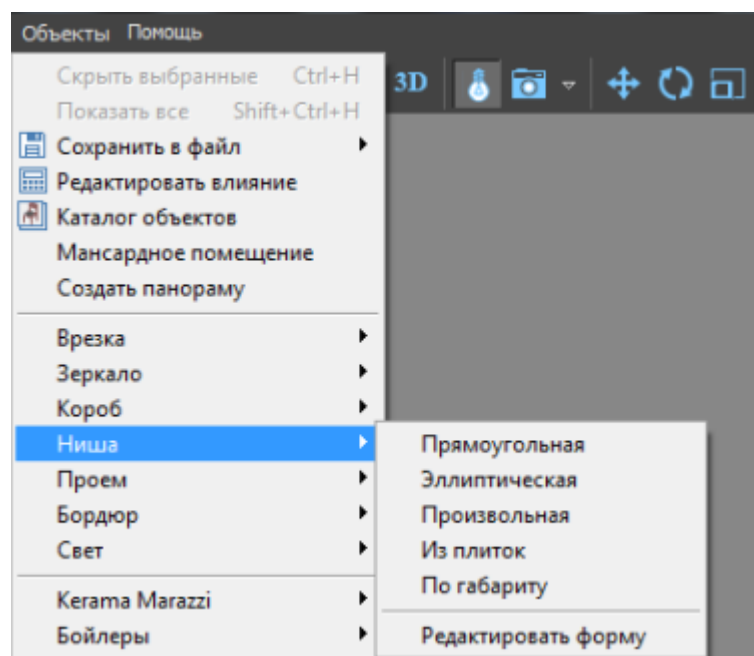 Объекты Помощь
Скрыть выбранные Ctrl+H
Показать все Shift+Ctrl+H
3D
Сохранить в файл
Редактировать влияние
Каталог объектов
Мансардное помещение
Создать панораму
Врезка
Зеркало
Короб
Ниша
Проем
Бордюр
Свет
Kerama Marazzi
Бойлеры
Прямоугольная
Эллиптическая
Произвольная
Из плиток
По габариту
Редактировать форму